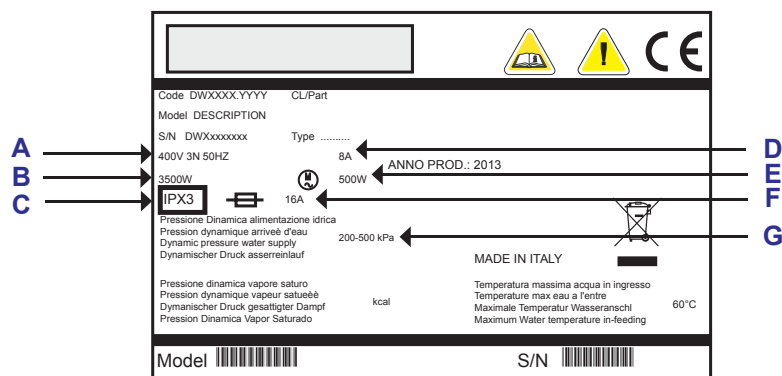 CE
Code DWXXXX.YYYY CL/Part
Model DESCRIPTION
S/N DWXxxxxxx Type ..........
A 400V 3N 50HZ 8A D
ANNO PROD.: 2013
B 3500W M 500W E
C IPX3 16A F
Pressione Dinamica alimentazione idrica
Pression dynamique arriveè d'eau
Dynamic pressure water supply
Dynamischer Druck asserreinlauf
200-500 kPa G
MADE IN ITALY
Pressione dinamica vapore saturo
Pression dynamique vapeur satueèè
Dymanischer Druck gesattigter Dampf
Pression Dinamica Vapor Saturado
kcal
Temperatura massima acqua in ingresso
Temperature max eau a l'entre
Maximale Temperatur Wasseranschl
Maximum Water temperature in-feeding
60°C
Model S/N